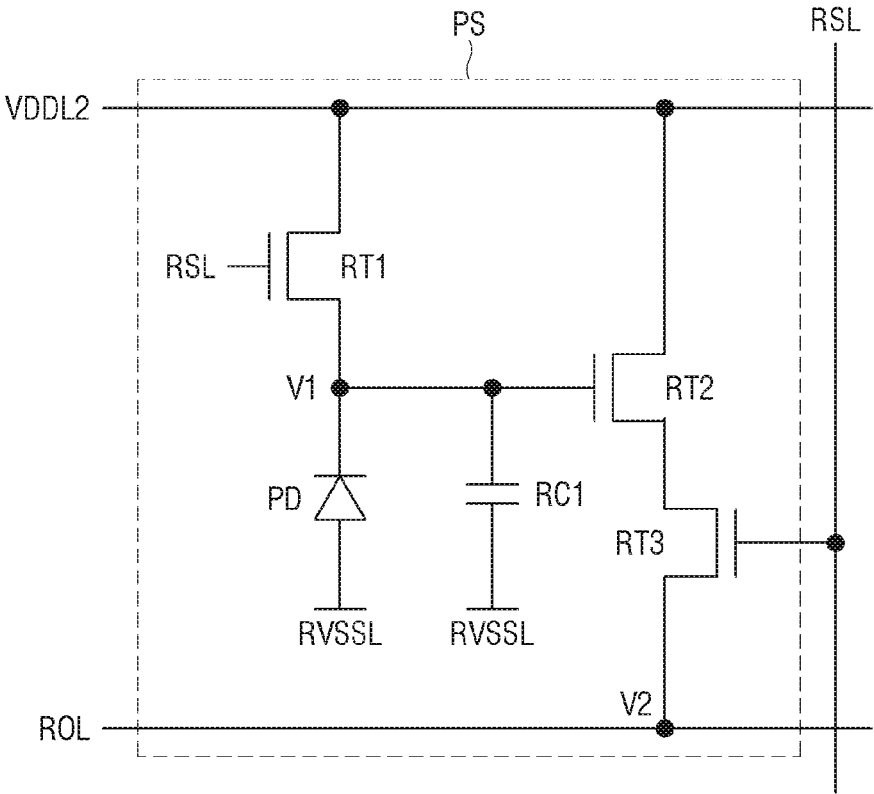 PS
RSL
VDDL2
RSL
RT1
V1
RT2
PD
RC1
RT3
RVSSL
RVSSL
V2
ROL